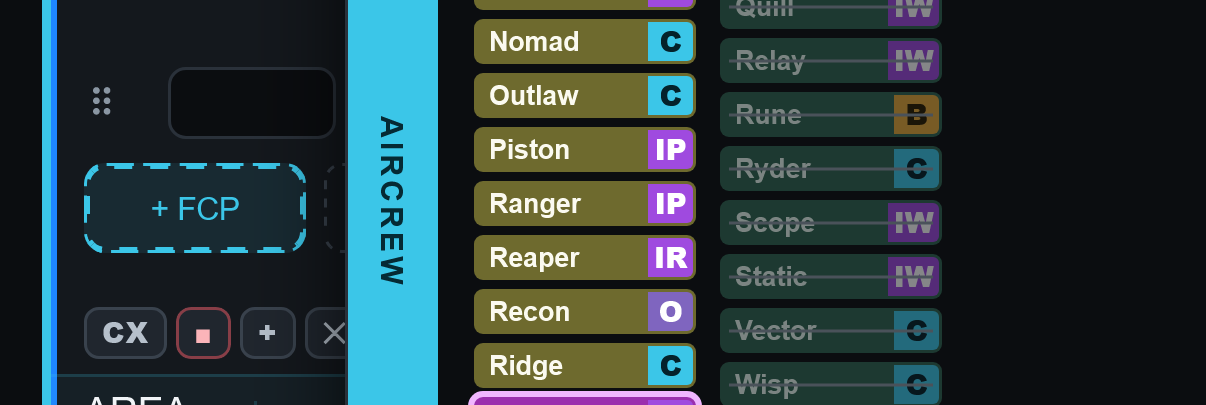 + FCP
CX
AREA
AIRCREW
Nomad C
Outlaw C
Piston IP
Ranger IP
Reaper IR
Recon O
Ridge C
Quill IW
Relay IW
Rune B
Ryder C
Scope IW
Static IW
Vector C
Wisp C